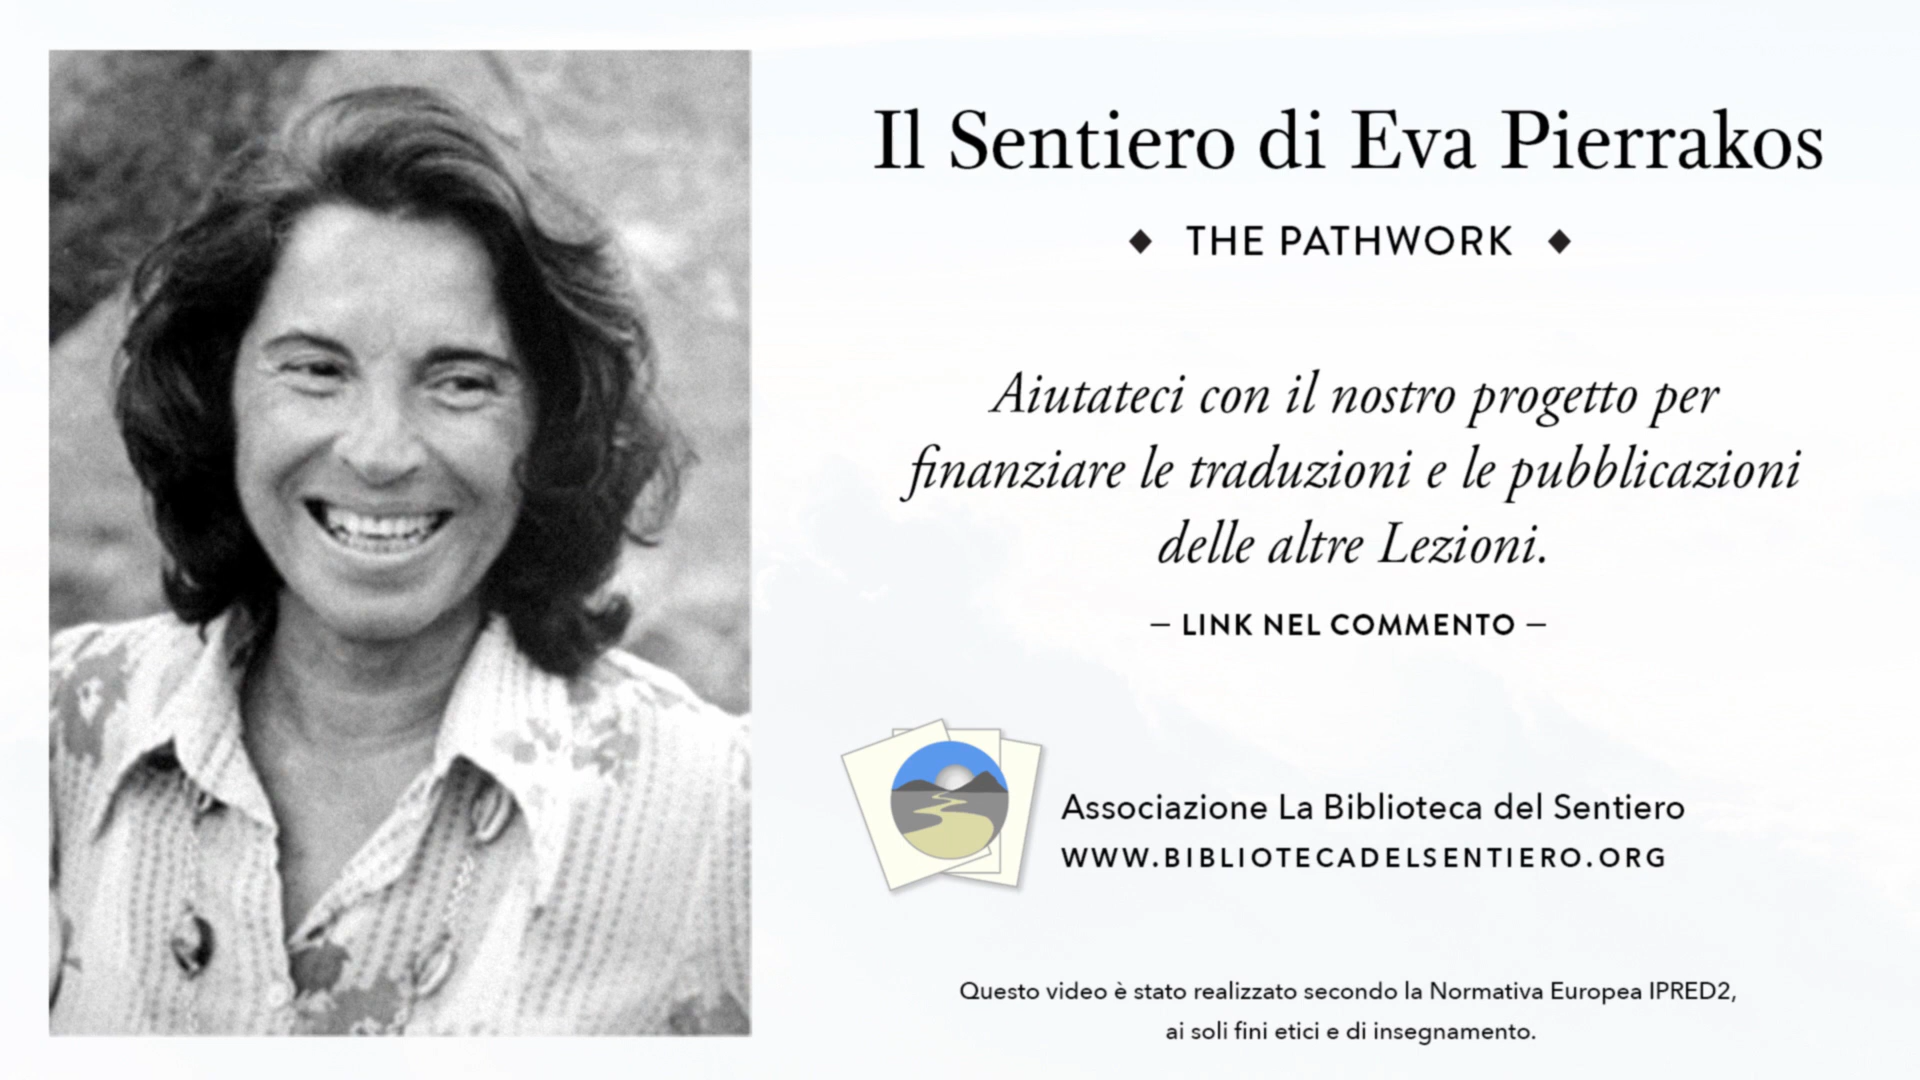 Il Sentiero di Eva Pierrakos
◆ THE PATHWORK ◆
Aiutateci con il nostro progetto per
finanziare le traduzioni e le pubblicazioni
delle altre Lezioni.
– LINK NEL COMMENTO –
Associazione La Biblioteca del Sentiero
WWW.BIBLIOTECADELSENTIERO.ORG
Questo video è stato realizzato secondo la Normativa Europea IPRED2,
ai soli fini etici e di insegnamento.